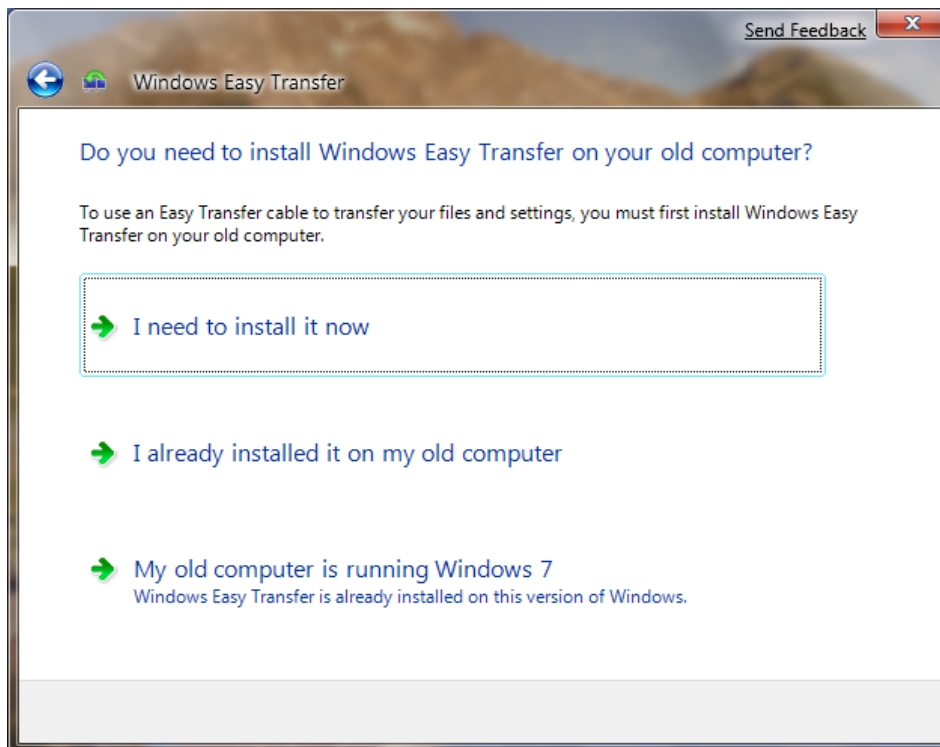 Send Feedback
Windows Easy Transfer
Do you need to install Windows Easy Transfer on your old computer?
To use an Easy Transfer cable to transfer your files and settings, you must first install Windows Easy
Transfer on your old computer.
I need to install it now
I already installed it on my old computer
My old computer is running Windows 7
Windows Easy Transfer is already installed on this version of Windows.